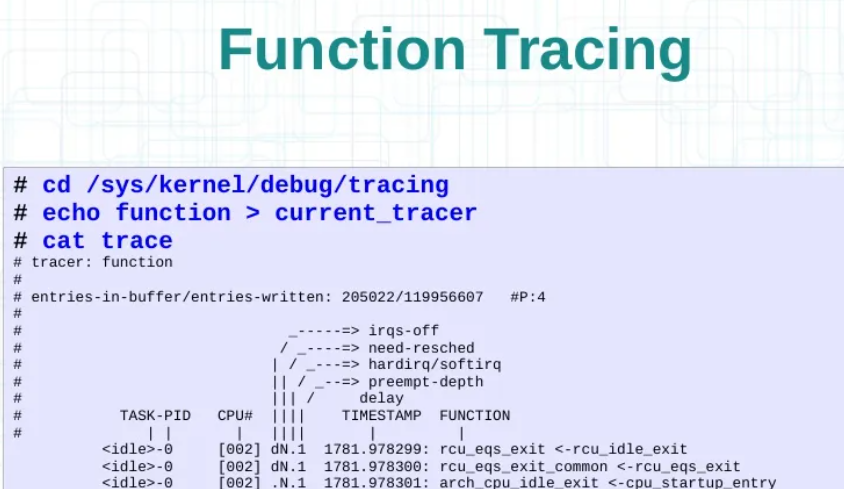 Function Tracing
# cd /sys/kernel/debug/tracing
# echo function > current_tracer
# cat trace
# tracer: function
#
# entries-in-buffer/entries-written: 205022/119956607   #P:4
#
#                              _-----=> irqs-off
#                             / _----=> need-resched
#                            | / _---=> hardirq/softirq
#                            || / _--=> preempt-depth
#                            ||| /     delay
#           TASK-PID   CPU#  ||||    TIMESTAMP  FUNCTION
#              | |       |   ||||       |         |
          <idle>-0     [002] dN.1  1781.978299: rcu_eqs_exit <-rcu_idle_exit
          <idle>-0     [002] dN.1  1781.978300: rcu_eqs_exit_common <-rcu_eqs_exit
          <idle>-0     [002] .N.1  1781.978301: arch_cpu_idle_exit <-cpu_startup_entry